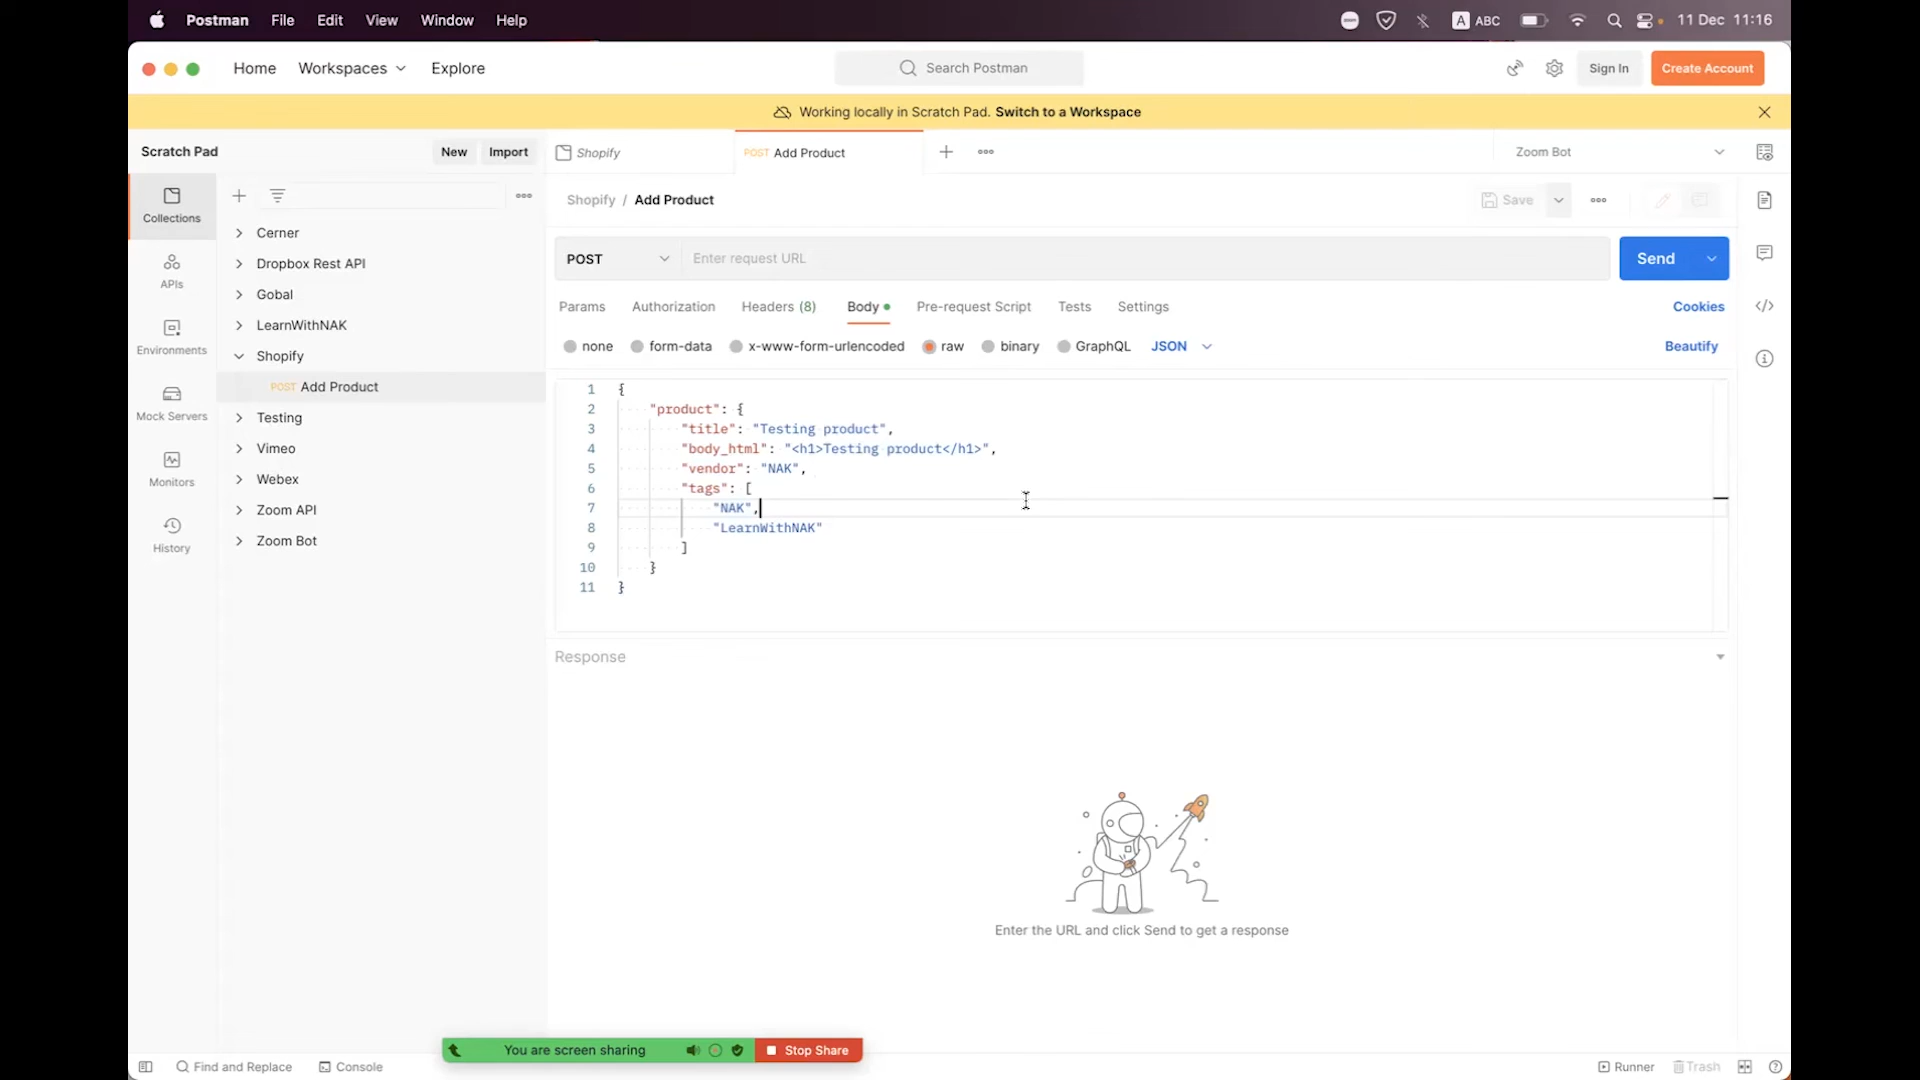 Postman File Edit View Window Help A ABC 11 Dec 11:16
Home Workspaces Explore Search Postman Sign In Create Account
Working locally in Scratch Pad. Switch to a Workspace
Scratch Pad New Import Shopify POST Add Product Zoom Bot
Shopify / Add Product Save
Collections
APIs
Environments
Mock Servers
Monitors
History
Cerner
Dropbox Rest API
Gobal
LearnWithNAK
Shopify
POST Add Product
Testing
Vimeo
Webex
Zoom API
Zoom Bot
POST Enter request URL Send
Params Authorization Headers (8) Body Pre-request Script Tests Settings Cookies
none form-data x-www-form-urlencoded raw binary GraphQL JSON Beautify
1 {
2 "product": {
3 "title": "Testing product",
4 "body_html": "<h1>Testing product</h1>",
5 "vendor": "NAK",
6 "tags": [
7 "NAK",
8 "LearnWithNAK"
9 ]
10 }
11 }
Response
Enter the URL and click Send to get a response
You are screen sharing Stop Share
Find and Replace Console Runner Trash